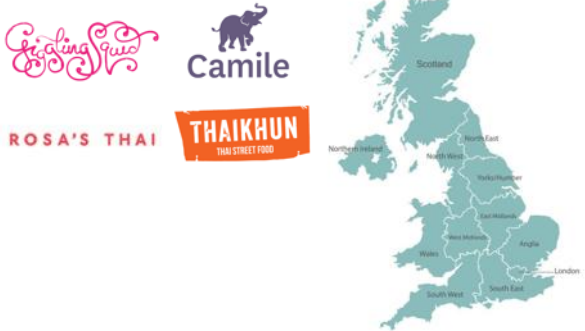 Giggling Squid
Camile
ROSA'S THAI
THAIKHUN
THAI STREET FOOD
Scotland
Northern Ireland
North East
North West
Yorks/Humber
East Midlands
West Midlands
Anglia
Wales
London
South West
South East